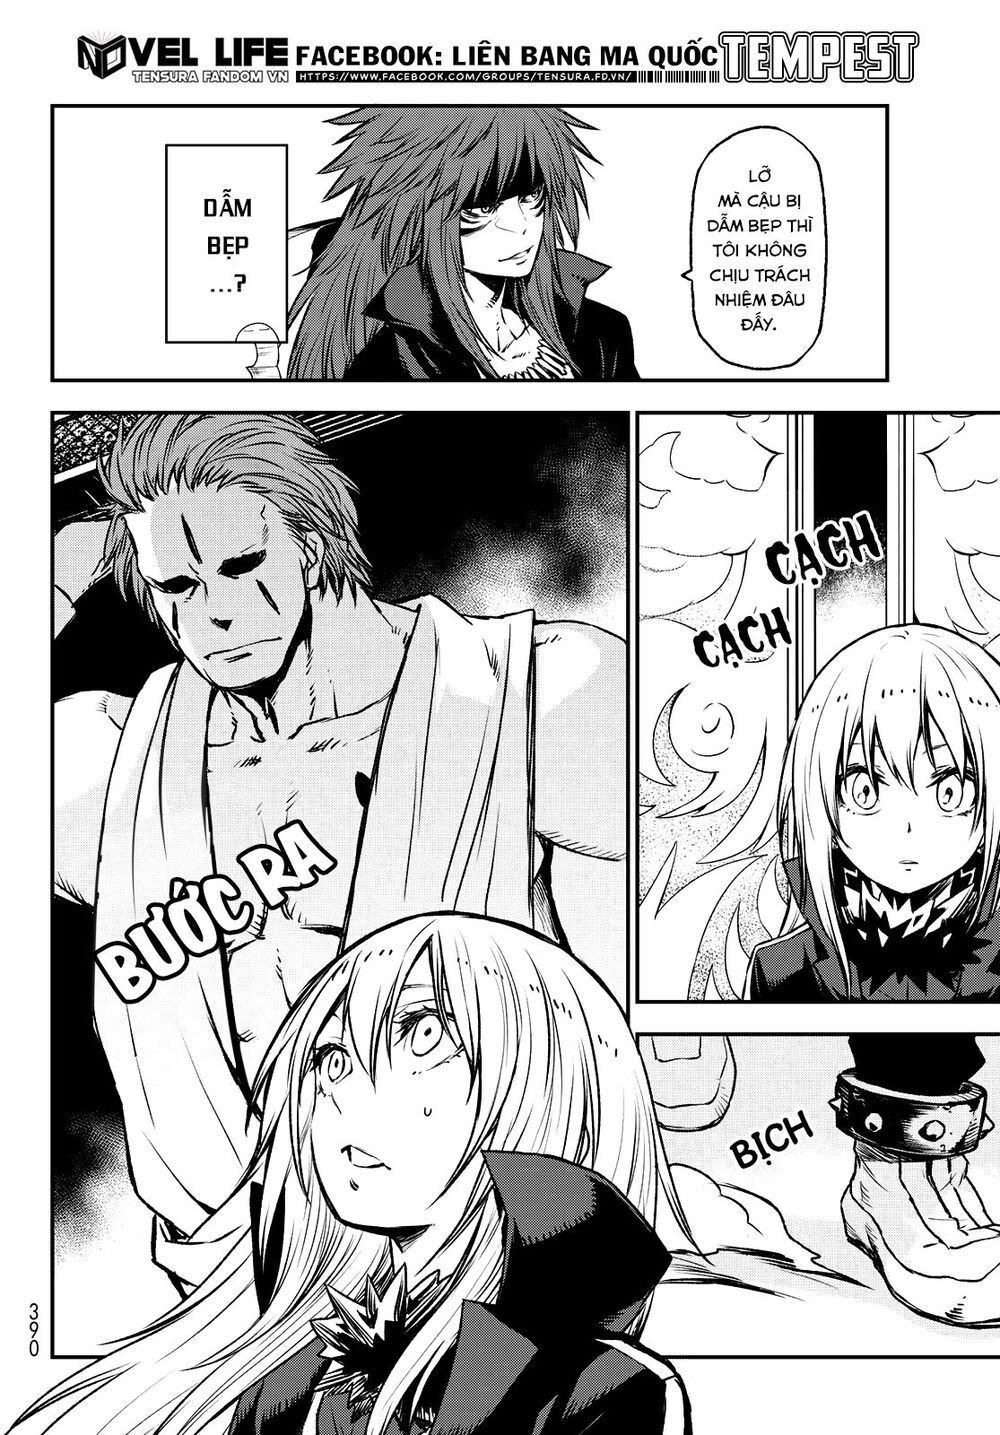 NOVEL LIFE
TENSURA FANDOM VN
FACEBOOK: LIÊN BANG MA QUỐC
HTTPS://WWW.FACEBOOK.COM/GROUPS/TENSURA.FD.VN/
TEMPEST
LỠ
MÀ CẬU BỊ
DẪM BẸP THÌ
TÔI KHÔNG
CHỊU TRÁCH
NHIỆM ĐÂU
ĐẤY.
DẪM
BẸP
...?
CẠCH
CẠCH
BỊCH
BƯỚC RA
390